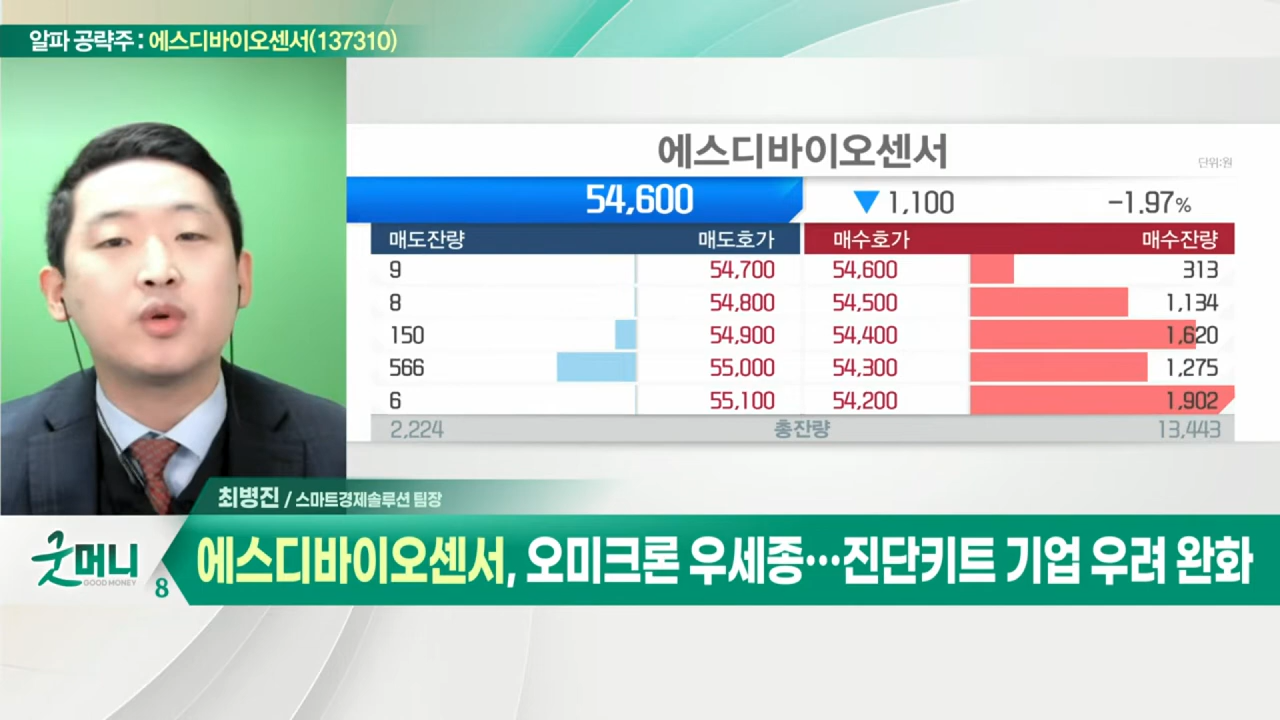 알파 공략주 : 에스디바이오센서(137310)
에스디바이오센서
단위:원
54,600 ▼ 1,100 -1.97%
매도잔량 매도호가 매수호가 매수잔량
9 54,700 54,600 313
8 54,800 54,500 1,134
150 54,900 54,400 1,620
566 55,000 54,300 1,275
6 55,100 54,200 1,902
2,224 총잔량 13,443
최병진 / 스마트경제솔루션 팀장
굿머니
GOOD MONEY
8
에스디바이오센서, 오미크론 우세종…진단키트 기업 우려 완화